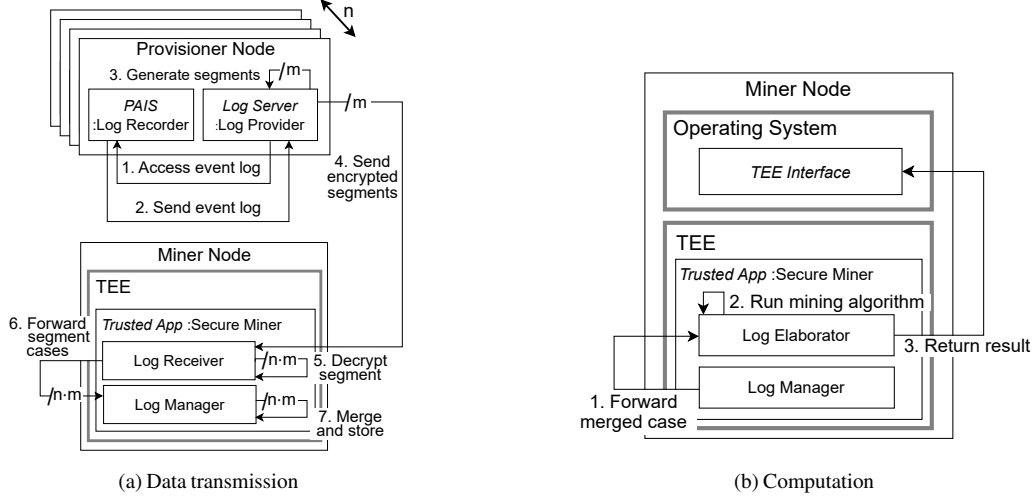 n
Provisioner Node
3. Generate segments
/m
PAIS
:Log Recorder
Log Server
:Log Provider
/m
1. Access event log
2. Send event log
4. Send
encrypted
segments
Miner Node
TEE
Trusted App :Secure Miner
6. Forward
segment
cases
Log Receiver
/n·m
5. Decrypt
segment
/n·m
Log Manager
/n·m
7. Merge
and store
(a) Data transmission
Miner Node
Operating System
TEE Interface
TEE
Trusted App :Secure Miner
2. Run mining algorithm
Log Elaborator
3. Return result
Log Manager
1. Forward
merged case
(b) Computation